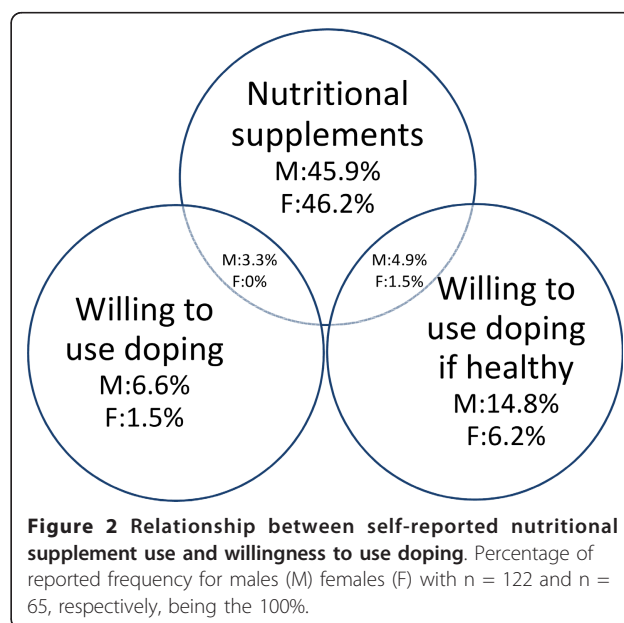 Nutritional
supplements
M:45.9%
F:46.2%
M:3.3%
F:0%
M:4.9%
F:1.5%
Willing to
use doping
M:6.6%
F:1.5%
Willing to
use doping
if healthy
M:14.8%
F:6.2%
Figure 2 Relationship between self-reported nutritional
supplement use and willingness to use doping. Percentage of
reported frequency for males (M) females (F) with n = 122 and n =
65, respectively, being the 100%.